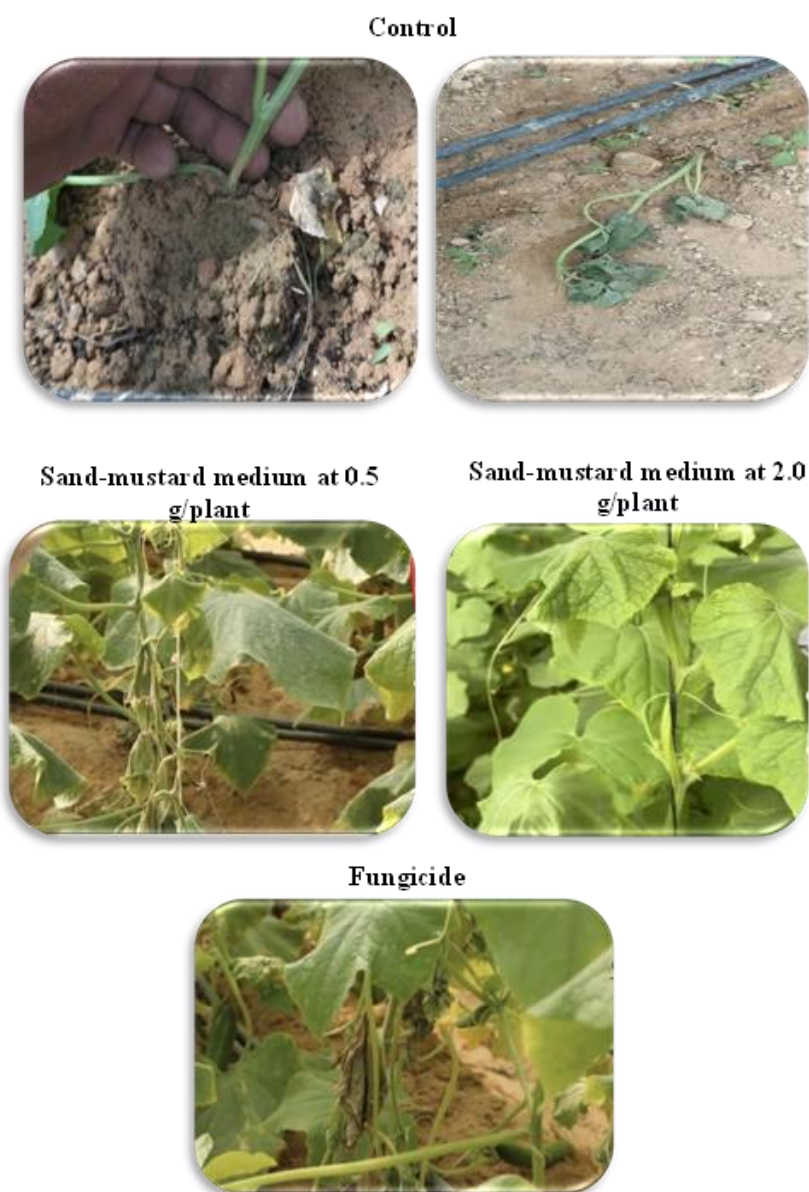 Control
Sand-mustard medium at 0.5
g/plant
Sand-mustard medium at 2.0
g/plant
Fungicide